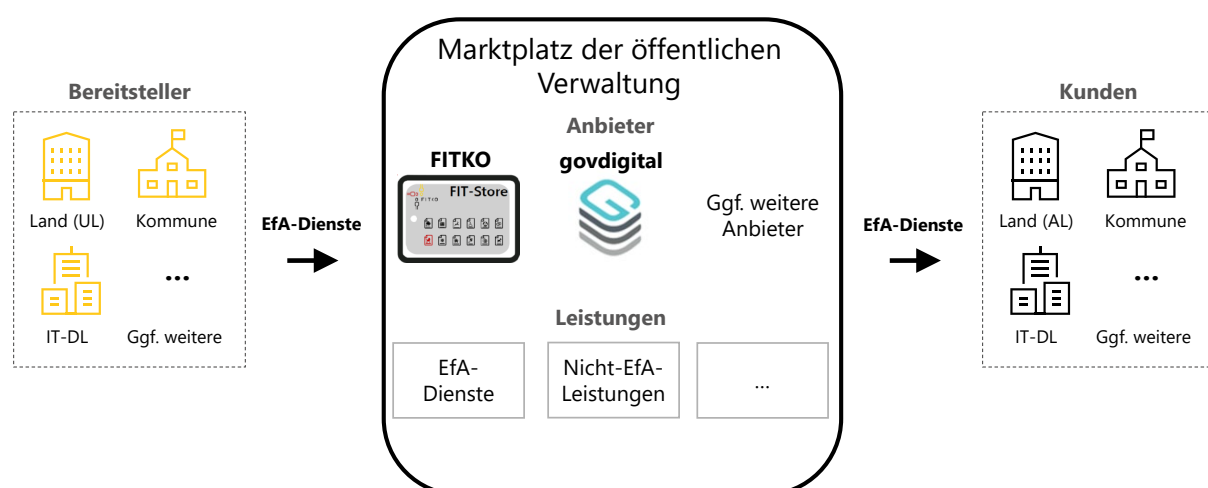 Marktplatz der öffentlichen
Verwaltung
Bereitsteller
Land (UL)
Kommune
IT-DL
...
Ggf. weitere
EfA-Dienste
Anbieter
FITKO
FIT-Store
FITKO
govdigital
Ggf. weitere
Anbieter
Leistungen
EfA-
Dienste
Nicht-EfA-
Leistungen
...
EfA-Dienste
Kunden
Land (AL)
Kommune
IT-DL
...
Ggf. weitere